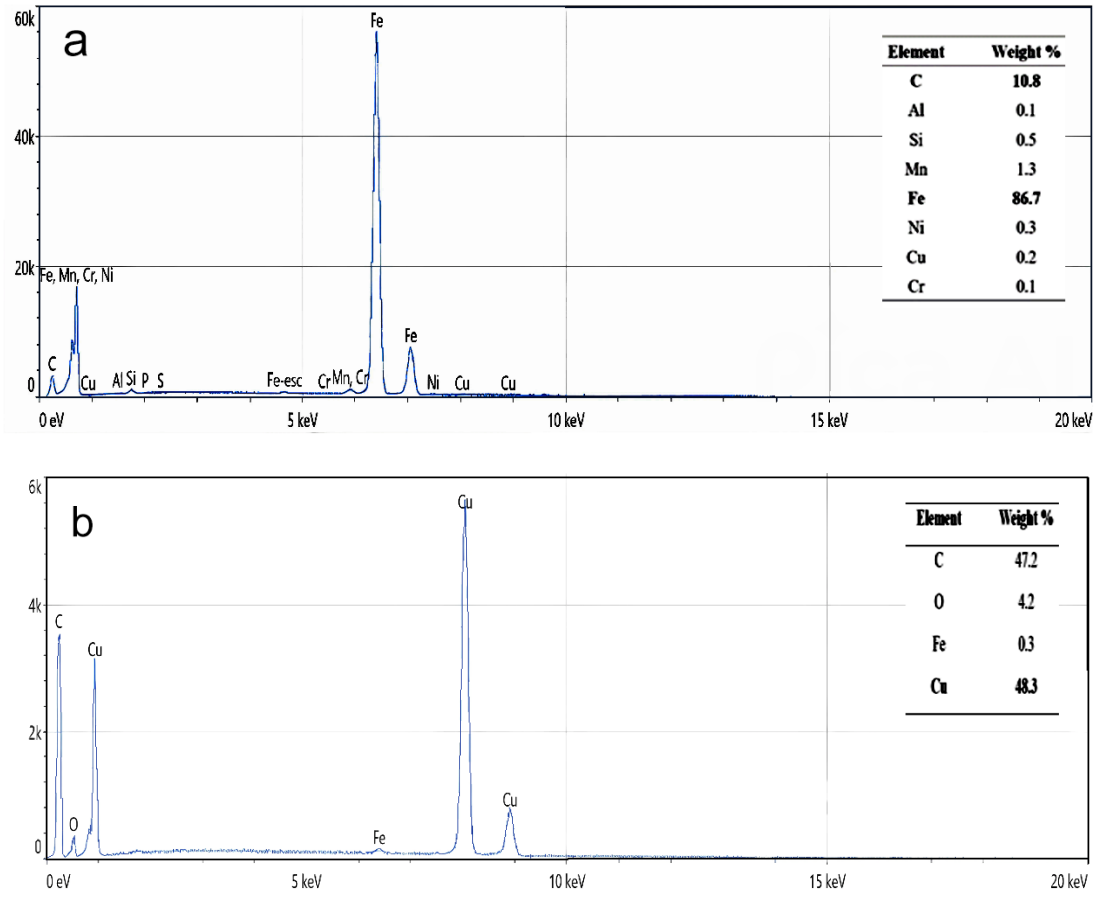 60k
a
Fe
Element Weight %
C 10.8
Al 0.1
40k
Si 0.5
Mn 1.3
Fe 86.7
Ni 0.3
Cu 0.2
20k
Fe, Mn, Cr, Ni
Cr 0.1
Fe
C
Cu Al Si P S Fe-esc Cr Mn, Cr Ni Cu Cu
0
0 eV 5 keV 10 keV 15 keV 20 keV
6k
b
Cu
Element Weight %
C 47.2
4k
O 4.2
C
Fe 0.3
Cu
Cu 48.3
2k
Cu
O
Fe
0
0 eV 5 keV 10 keV 15 keV 20 keV